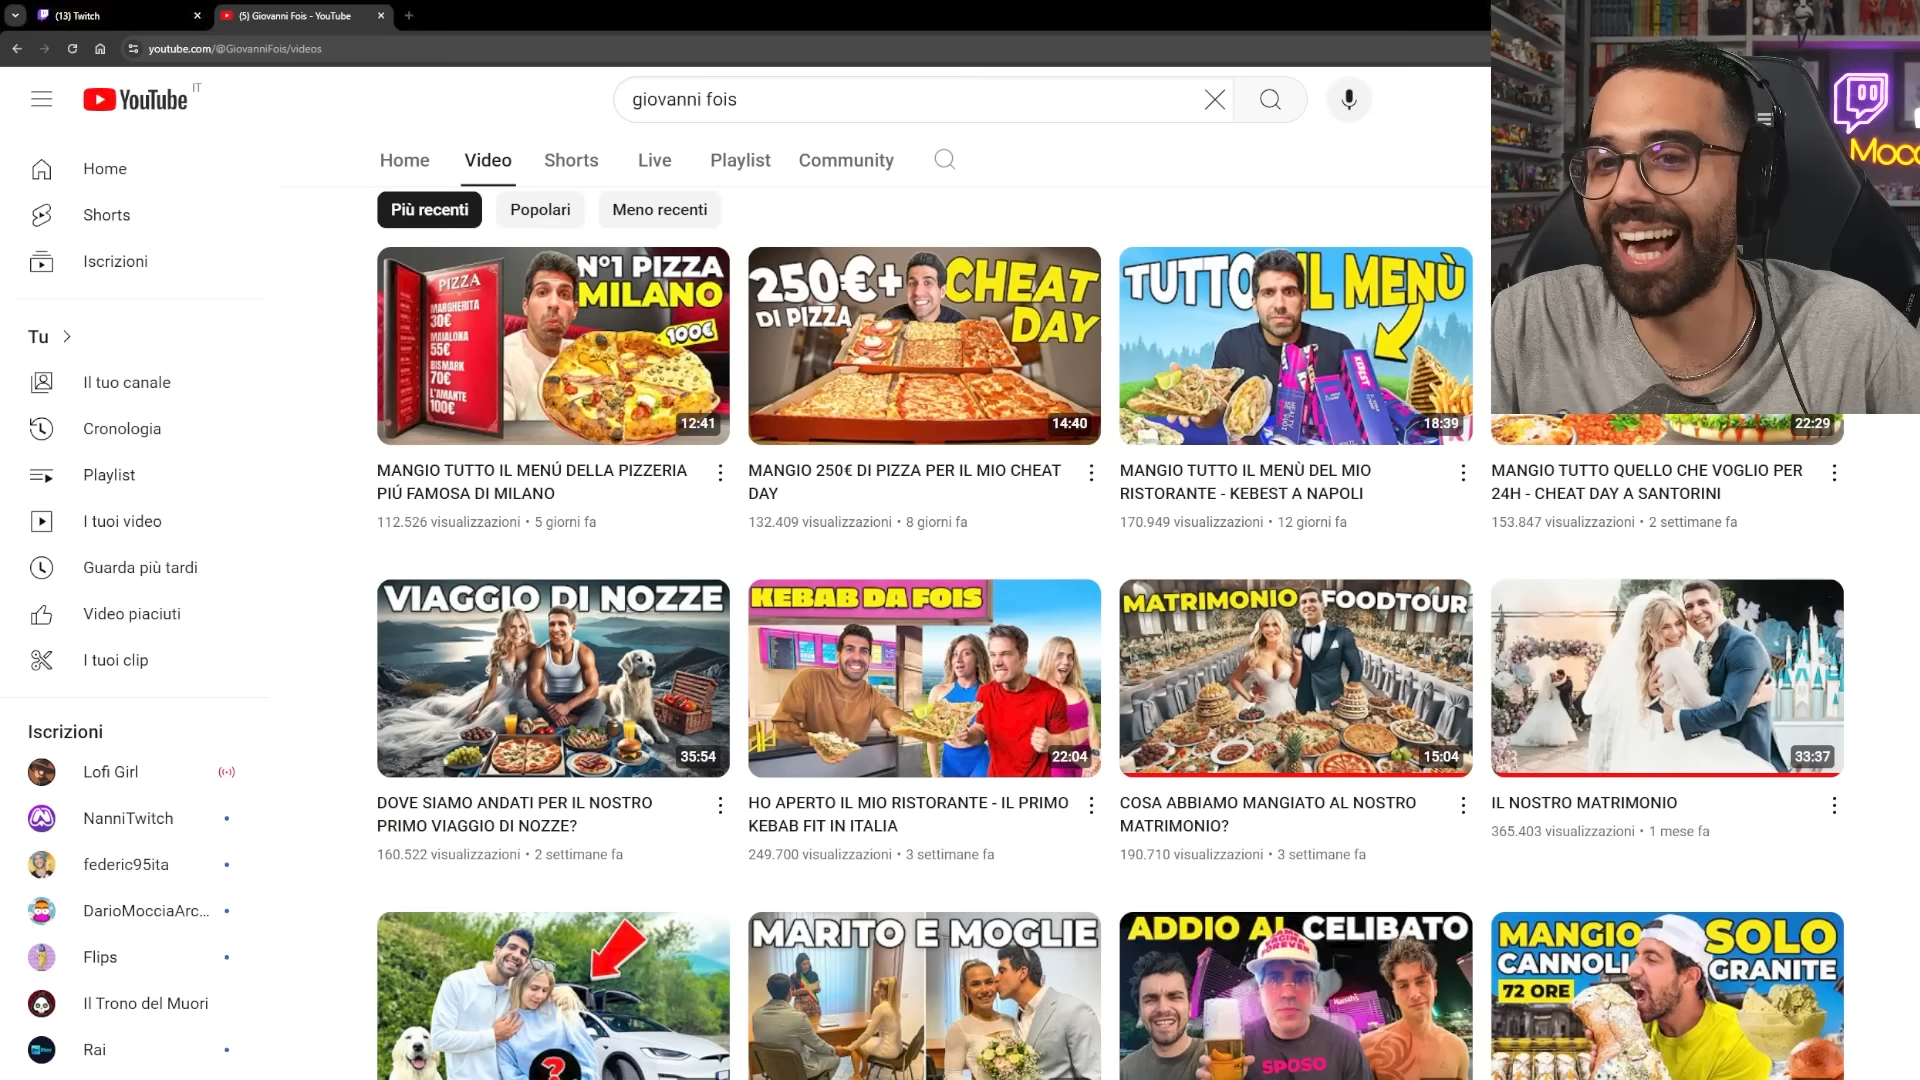 (13) Twitch
(5) Giovanni Fois - YouTube
youtube.com/@GiovanniFois/videos
YouTube IT
giovanni fois
Home
Shorts
Iscrizioni
Tu
Il tuo canale
Cronologia
Playlist
I tuoi video
Guarda più tardi
Video piaciuti
I tuoi clip
Iscrizioni
Lofi Girl
NanniTwitch
federic95ita
DarioMocciaArc...
Flips
Il Trono del Muori
Rai
Home Video Shorts Live Playlist Community
Più recenti Popolari Meno recenti
PIZZA
MARGHERITA
30€
MAIALONA
55€
BISMARK
70€
L'AMANTE
100€
N°1 PIZZA
MILANO
100€
12:41
MANGIO TUTTO IL MENÚ DELLA PIZZERIA
PIÚ FAMOSA DI MILANO
112.526 visualizzazioni • 5 giorni fa
250€+ CHEAT
DI PIZZA DAY
14:40
MANGIO 250€ DI PIZZA PER IL MIO CHEAT
DAY
132.409 visualizzazioni • 8 giorni fa
TUTTO IL MENÙ
KEBEST
18:39
MANGIO TUTTO IL MENÙ DEL MIO
RISTORANTE - KEBEST A NAPOLI
170.949 visualizzazioni • 12 giorni fa
22:29
MANGIO TUTTO QUELLO CHE VOGLIO PER
24H - CHEAT DAY A SANTORINI
153.847 visualizzazioni • 2 settimane fa
VIAGGIO DI NOZZE
35:54
DOVE SIAMO ANDATI PER IL NOSTRO
PRIMO VIAGGIO DI NOZZE?
160.522 visualizzazioni • 2 settimane fa
KEBAB DA FOIS
22:04
HO APERTO IL MIO RISTORANTE - IL PRIMO
KEBAB FIT IN ITALIA
249.700 visualizzazioni • 3 settimane fa
MATRIMONIO FOODTOUR
15:04
COSA ABBIAMO MANGIATO AL NOSTRO
MATRIMONIO?
190.710 visualizzazioni • 3 settimane fa
33:37
IL NOSTRO MATRIMONIO
365.403 visualizzazioni • 1 mese fa
?
MARITO E MOGLIE
ADDIO AL CELIBATO
FOREVER
SPOSO
MANGIO SOLO
CANNOLI GRANITE
72 ORE
Mocc